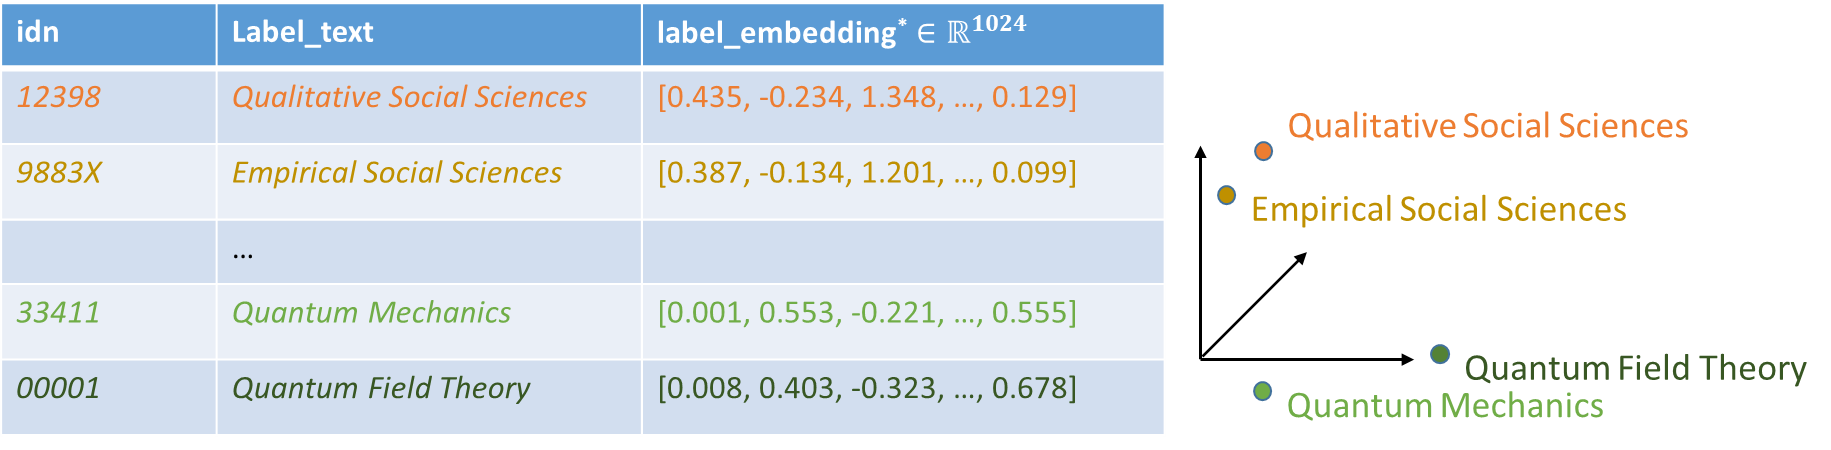 idn Label_text label_embedding* ∈ ℝ¹⁰²⁴
12398 Qualitative Social Sciences [0.435, -0.234, 1.348, ..., 0.129]
9883X Empirical Social Sciences [0.387, -0.134, 1.201, ..., 0.099]
...
33411 Quantum Mechanics [0.001, 0.553, -0.221, ..., 0.555]
00001 Quantum Field Theory [0.008, 0.403, -0.323, ..., 0.678]
Qualitative Social Sciences
Empirical Social Sciences
Quantum Field Theory
Quantum Mechanics